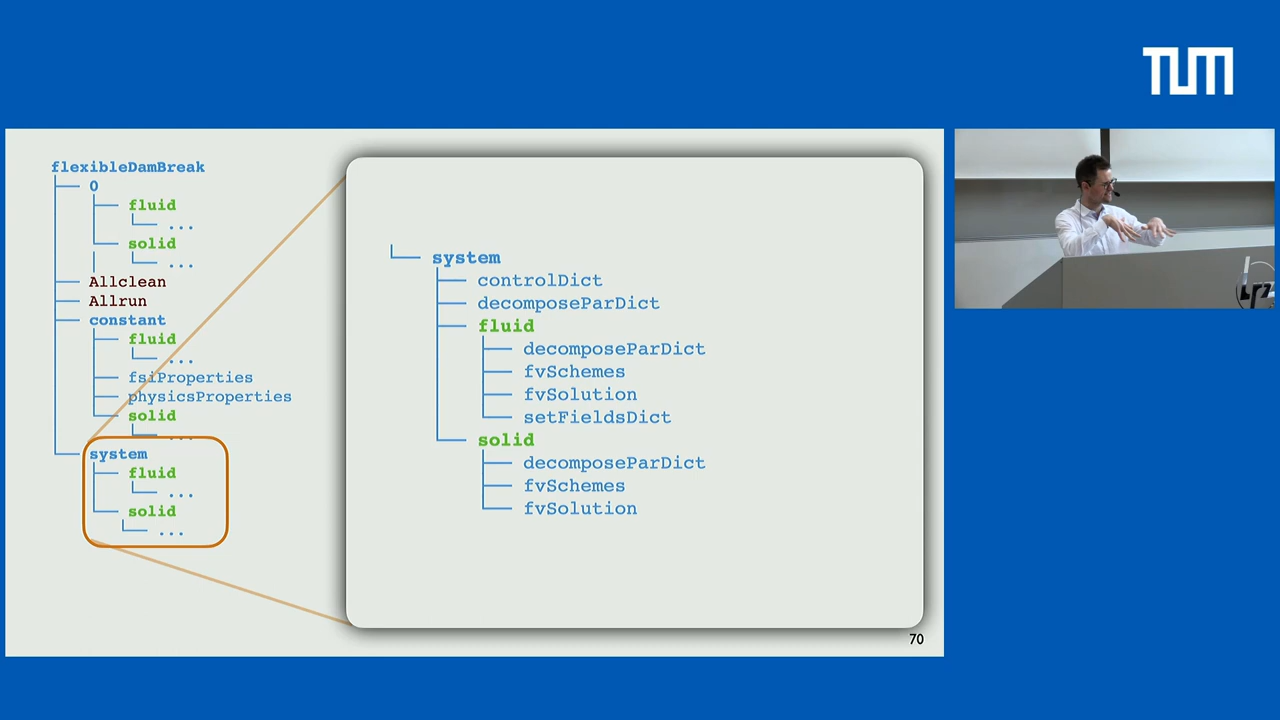 TUM
flexibleDamBreak
0
fluid
...
solid
...
Allclean
Allrun
constant
fluid
...
fsiProperties
physicsProperties
solid
...
system
fluid
...
solid
...
system
controlDict
decomposeParDict
fluid
decomposeParDict
fvSchemes
fvSolution
setFieldsDict
solid
decomposeParDict
fvSchemes
fvSolution
70
lrz